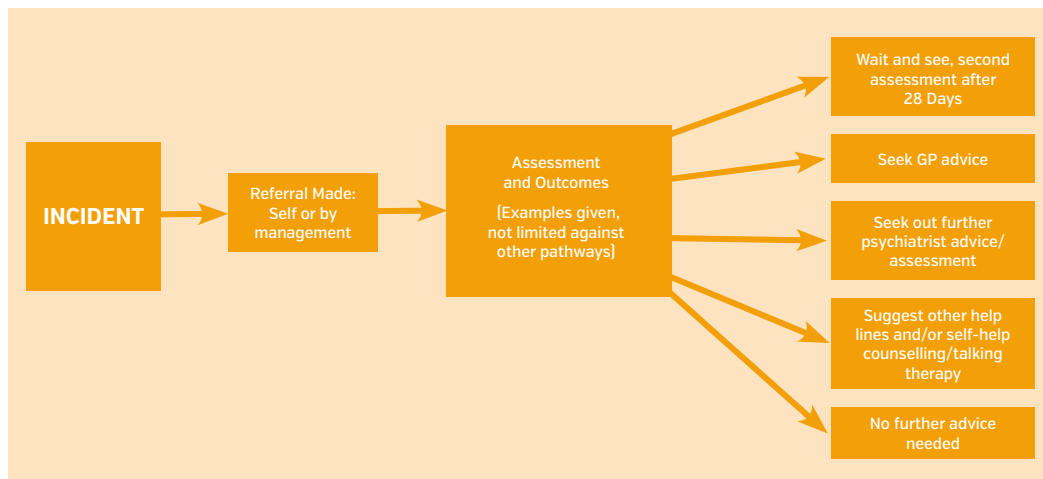 INCIDENT
Referral Made:
Self or by
management
Assessment
and Outcomes
(Examples given,
not limited against
other pathways)
Wait and see, second
assessment after
28 Days
Seek GP advice
Seek out further
psychiatrist advice/
assessment
Suggest other help
lines and/or self-help
counselling/talking
therapy
No further advice
needed